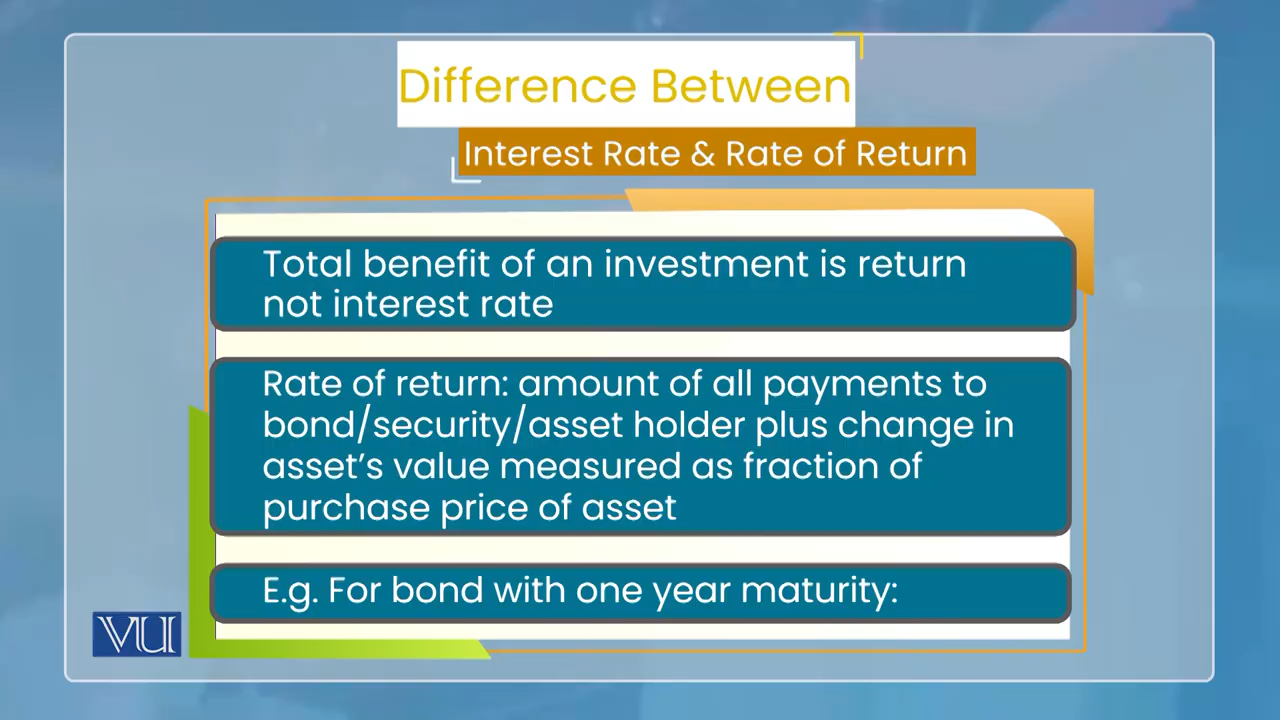 Difference Between
Interest Rate & Rate of Return
Total benefit of an investment is return
not interest rate
Rate of return: amount of all payments to
bond/security/asset holder plus change in
asset's value measured as fraction of
purchase price of asset
E.g. For bond with one year maturity:
VU